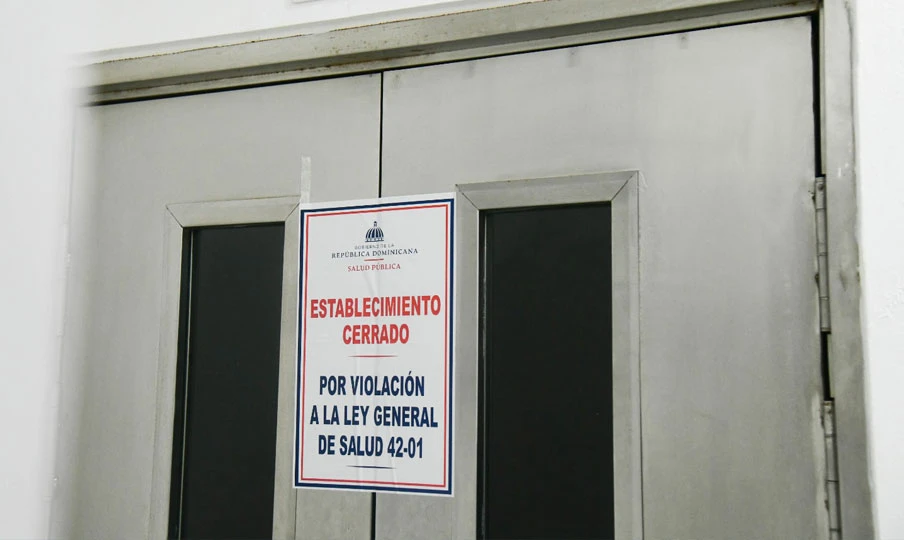 GOBIERNO DE LA
REPÚBLICA DOMINICANA
SALUD PÚBLICA
ESTABLECIMIENTO
CERRADO
POR VIOLACIÓN
A LA LEY GENERAL
DE SALUD 42-01